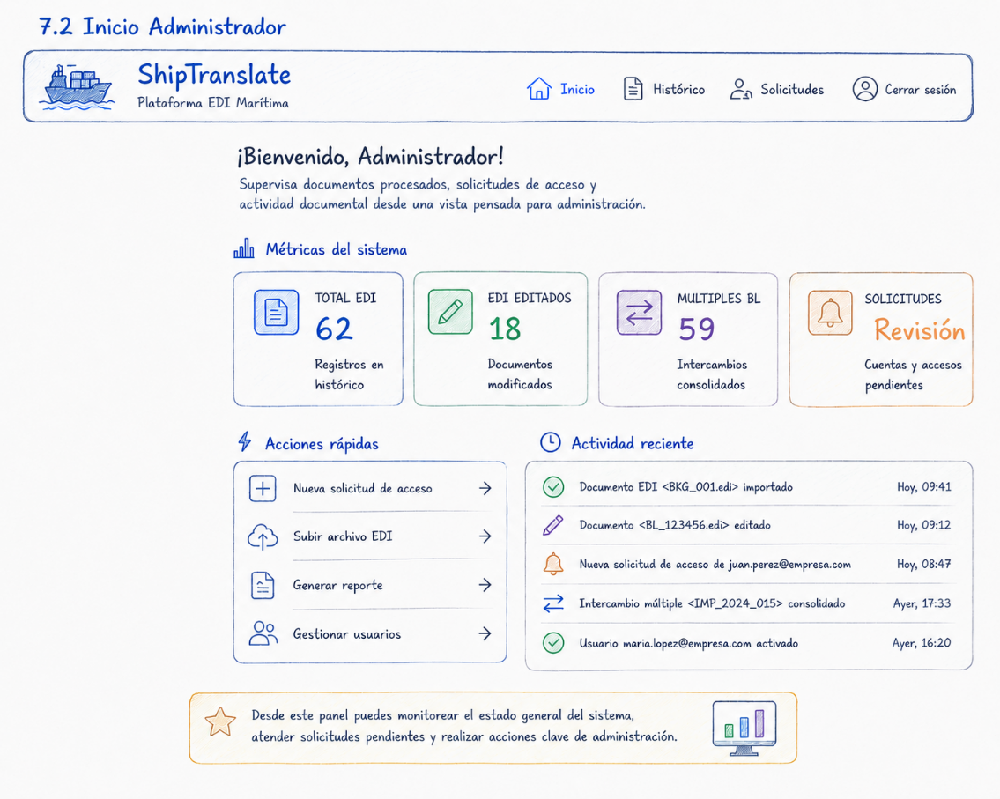 7.2 Inicio Administrador
ShipTranslate
Plataforma EDI Marítima
Inicio
Histórico
Solicitudes
Cerrar sesión
¡Bienvenido, Administrador!
Supervisa documentos procesados, solicitudes de acceso y
actividad documental desde una vista pensada para administración.
Métricas del sistema
TOTAL EDI
62
Registros en
histórico
EDI EDITADOS
18
Documentos
modificados
MULTIPLES BL
59
Intercambios
consolidados
SOLICITUDES
Revisión
Cuentas y accesos
pendientes
Acciones rápidas
Nueva solicitud de acceso
Subir archivo EDI
Generar reporte
Gestionar usuarios
Actividad reciente
Documento EDI <BKG_001.edi> importado Hoy, 09:41
Documento <BL_123456.edi> editado Hoy, 09:12
Nueva solicitud de acceso de juan.perez@empresa.com Hoy, 08:47
Intercambio múltiple <IMP_2024_015> consolidado Ayer, 17:33
Usuario maria.lopez@empresa.com activado Ayer, 16:20
Desde este panel puedes monitorear el estado general del sistema,
atender solicitudes pendientes y realizar acciones clave de administración.